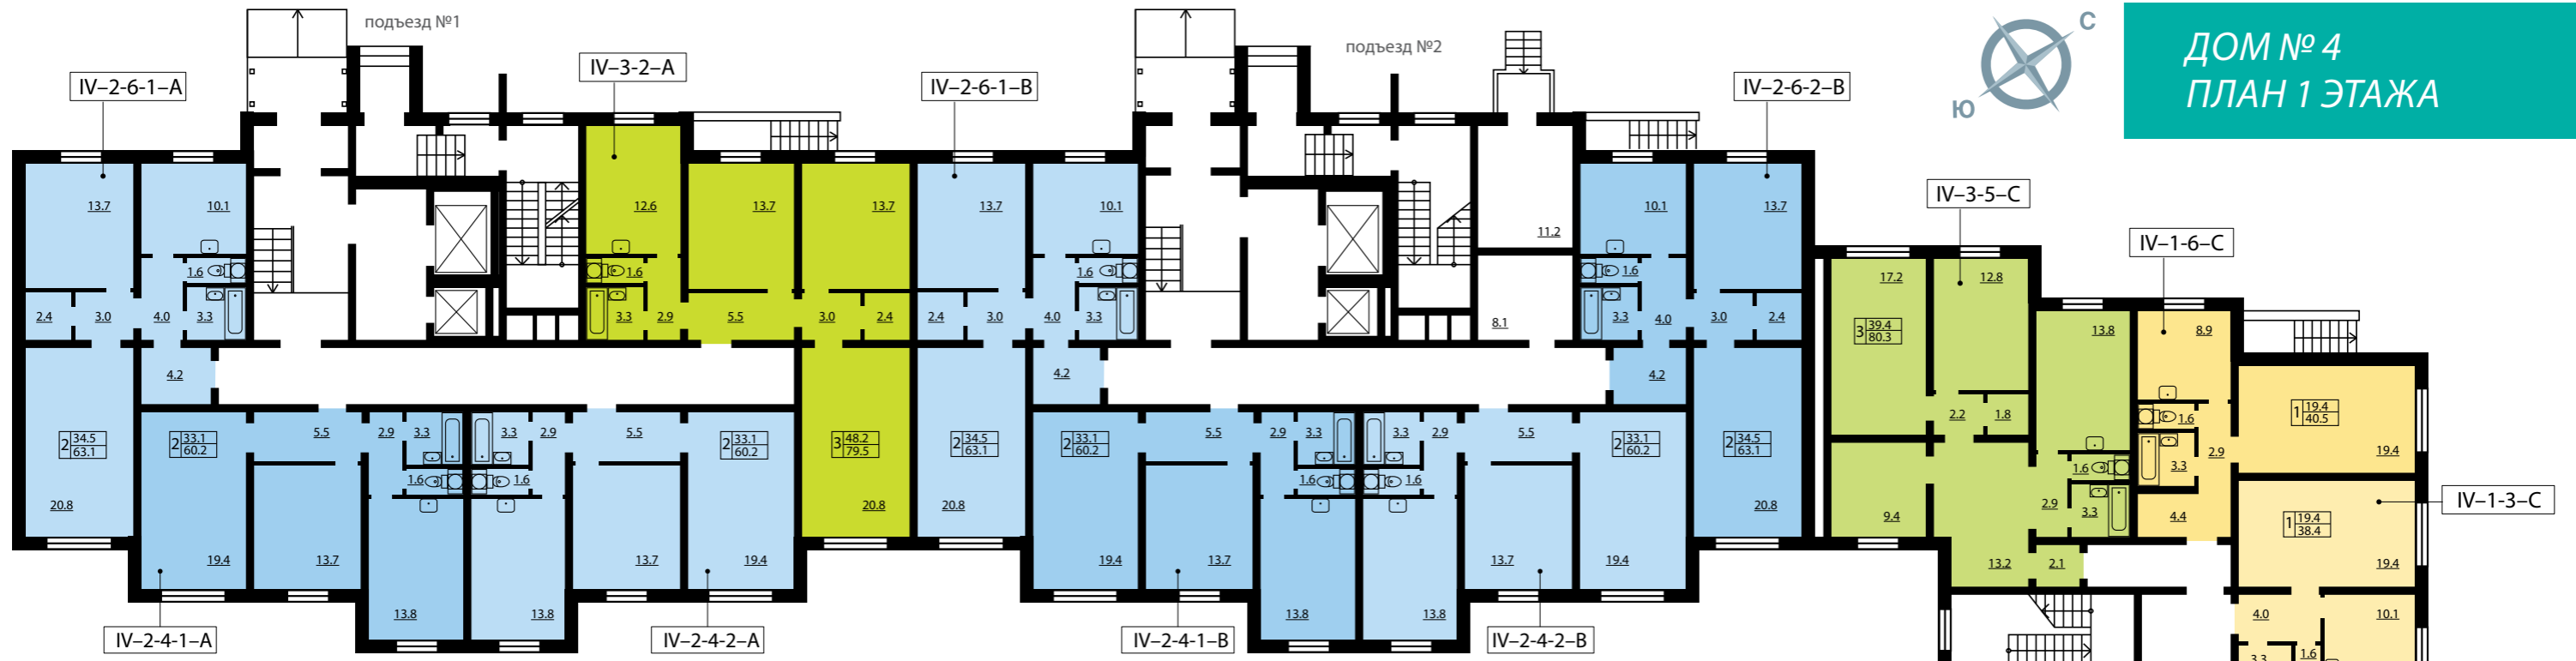 подъезд №1
подъезд №2
С
Ю
ДОМ № 4
ПЛАН 1 ЭТАЖА
IV–2-6-1–A
IV–3-2–A
IV–2-6-1–B
IV–2-6-2–B
IV–3-5–C
IV–1-6–C
IV–1-3–C
13.7 10.1 12.6 13.7 13.7 13.7 10.1 11.2 10.1 13.7
17.2 12.8
1.6 1.6 1.6 1.6
2.4 3.0 4.0 3.3 3.3 2.9 5.5 3.0 2.4 2.4 3.0 4.0 3.3 8.1 3.3 4.0 3.0 2.4
3 39.4 80.3
13.8 8.9
4.2 4.2 4.2
2.2 1.8 1.6 1 19.4 40.5
2 34.5 63.1
2 33.1 60.2
5.5 2.9 3.3 3.3 2.9 5.5
2 33.1 60.2
3 48.2 79.5
2 34.5 63.1
2 33.1 60.2
5.5 2.9 3.3 3.3 2.9 5.5
2 33.1 60.2
2 34.5 63.1
2.9 19.4
1.6 3.3
1.6 1.6 1.6 1.6
20.8 20.8 20.8 20.8
9.4 2.9 3.3 4.4 1 19.4 38.4
19.4 13.7 13.7 19.4 19.4 13.7 13.7 19.4
13.2 2.1 19.4
13.8 13.8 13.8 13.8
4.0 10.1
3.3 1.6
IV–2-4-1–A
IV–2-4-2–A
IV–2-4-1–B
IV–2-4-2–B